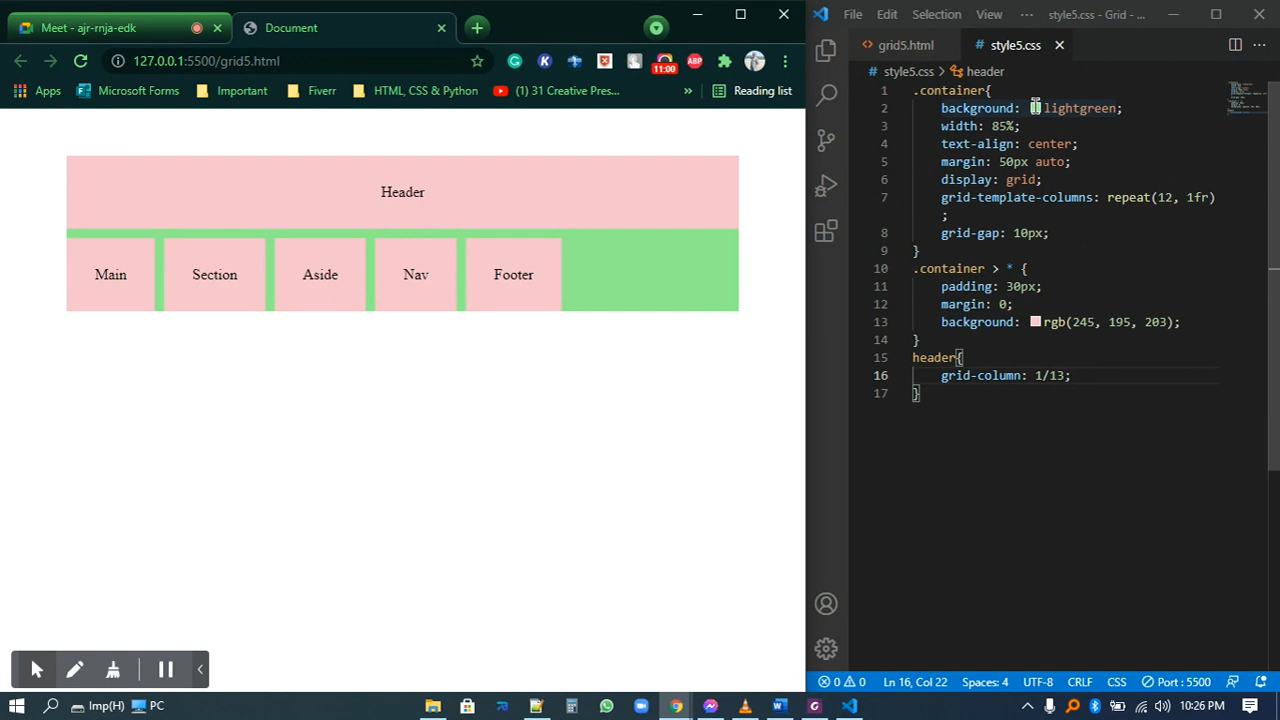 Meet - ajr-rnja-edk
Document
127.0.0.1:5500/grid5.html
11:00
ABP
Apps
Microsoft Forms
Important
Fiverr
HTML, CSS & Python
(1) 31 Creative Pres...
»
Reading list
Header
Main
Section
Aside
Nav
Footer
File
Edit
Selection
View
···
style5.css - Grid - ...
grid5.html
# style5.css
# style5.css > header
1 .container{
2 background: lightgreen;
3 width: 85%;
4 text-align: center;
5 margin: 50px auto;
6 display: grid;
7 grid-template-columns: repeat(12, 1fr)
;
8 grid-gap: 10px;
9 }
10 .container > * {
11 padding: 30px;
12 margin: 0;
13 background: rgb(245, 195, 203);
14 }
15 header{
16 grid-column: 1/13;
17 }
0 0
Ln 16, Col 22
Spaces: 4
UTF-8
CRLF
CSS
Port : 5500
Imp(H)
PC
10:26 PM